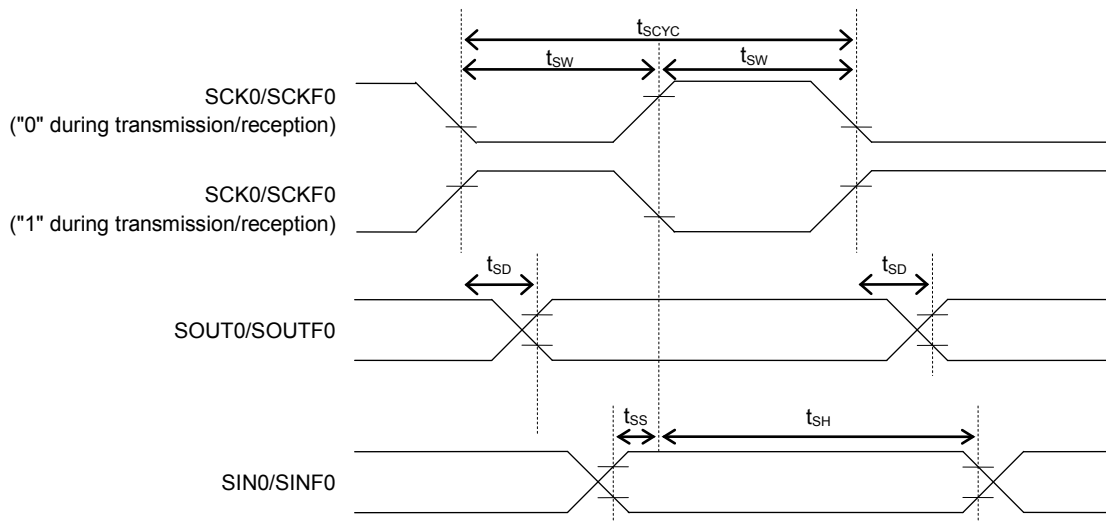 tSCYC
tSW tSW
SCK0/SCKF0
("0" during transmission/reception)
SCK0/SCKF0
("1" during transmission/reception)
tSD tSD
SOUT0/SOUTF0
tSS tSH
SIN0/SINF0